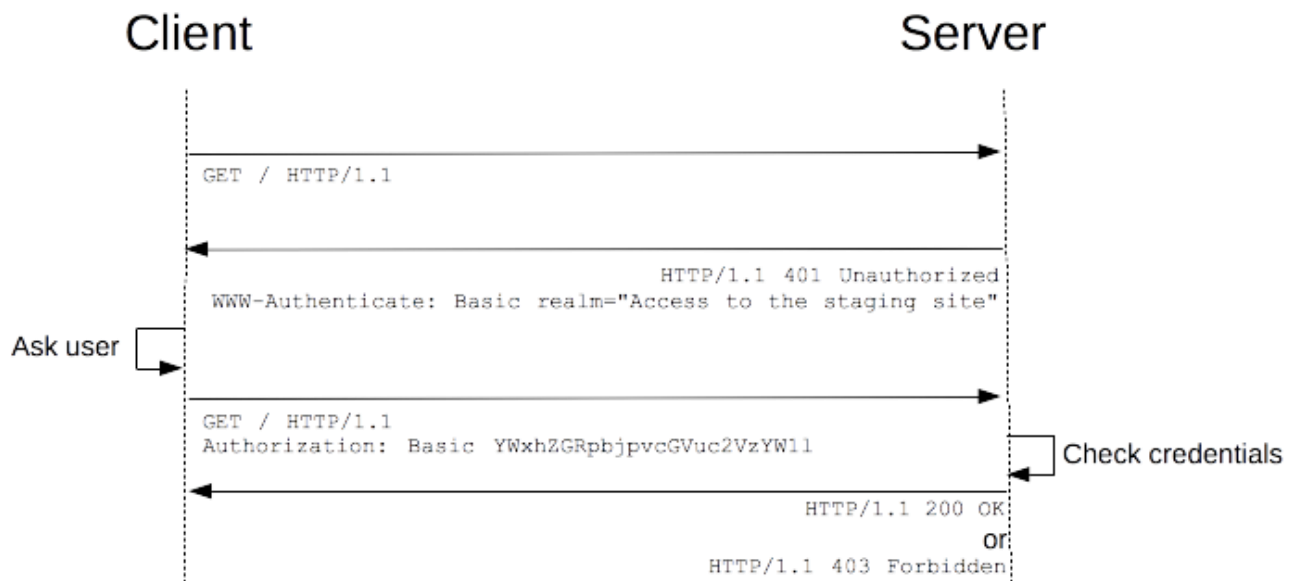 Client
Server
GET / HTTP/1.1
HTTP/1.1 401 Unauthorized
WWW-Authenticate: Basic realm="Access to the staging site"
Ask user
GET / HTTP/1.1
Authorization: Basic YWxhZGRpbjpvcGVuc2VzYW1l
Check credentials
HTTP/1.1 200 OK
or
HTTP/1.1 403 Forbidden